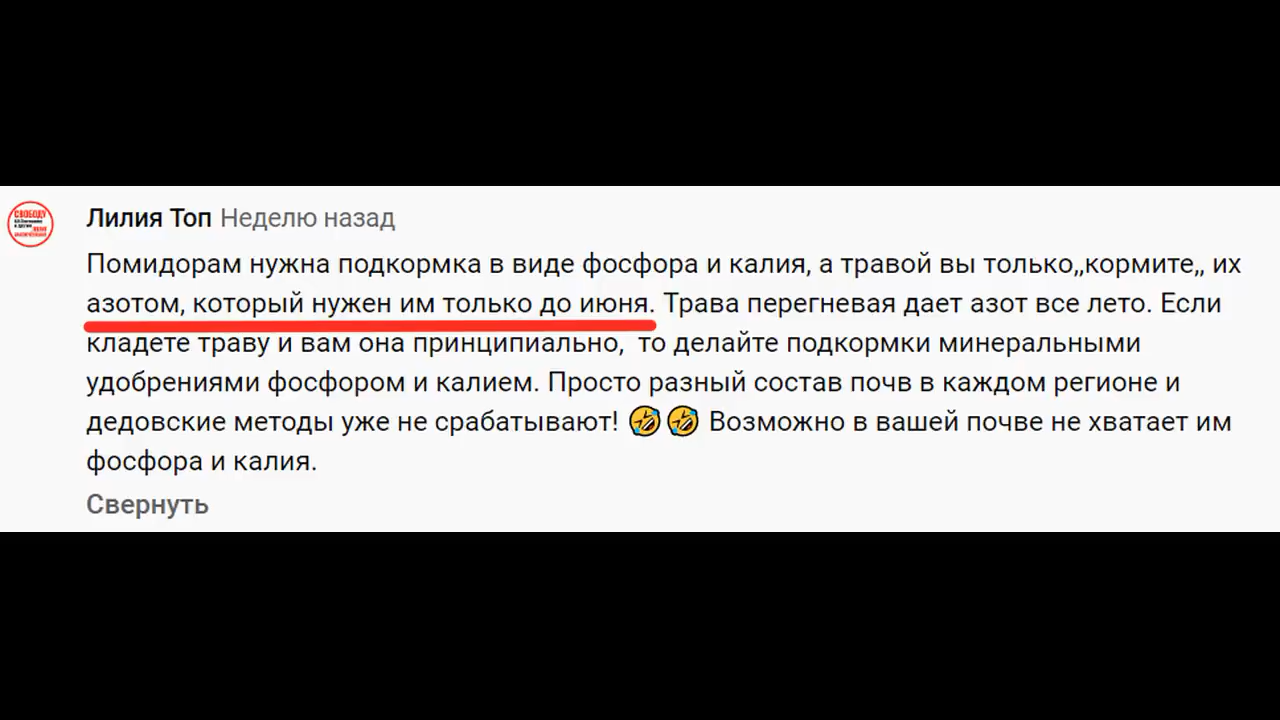 СВОБОДУ
Лилия Топ Неделю назад
Помидорам нужна подкормка в виде фосфора и калия, а травой вы только,,кормите,, их
азотом, который нужен им только до июня. Трава перегневая дает азот все лето. Если
кладете траву и вам она принципиально,  то делайте подкормки минеральными
удобрениями фосфором и калием. Просто разный состав почв в каждом регионе и
дедовские методы уже не срабатывают! 🤣🤣 Возможно в вашей почве не хватает им
фосфора и калия.
Свернуть